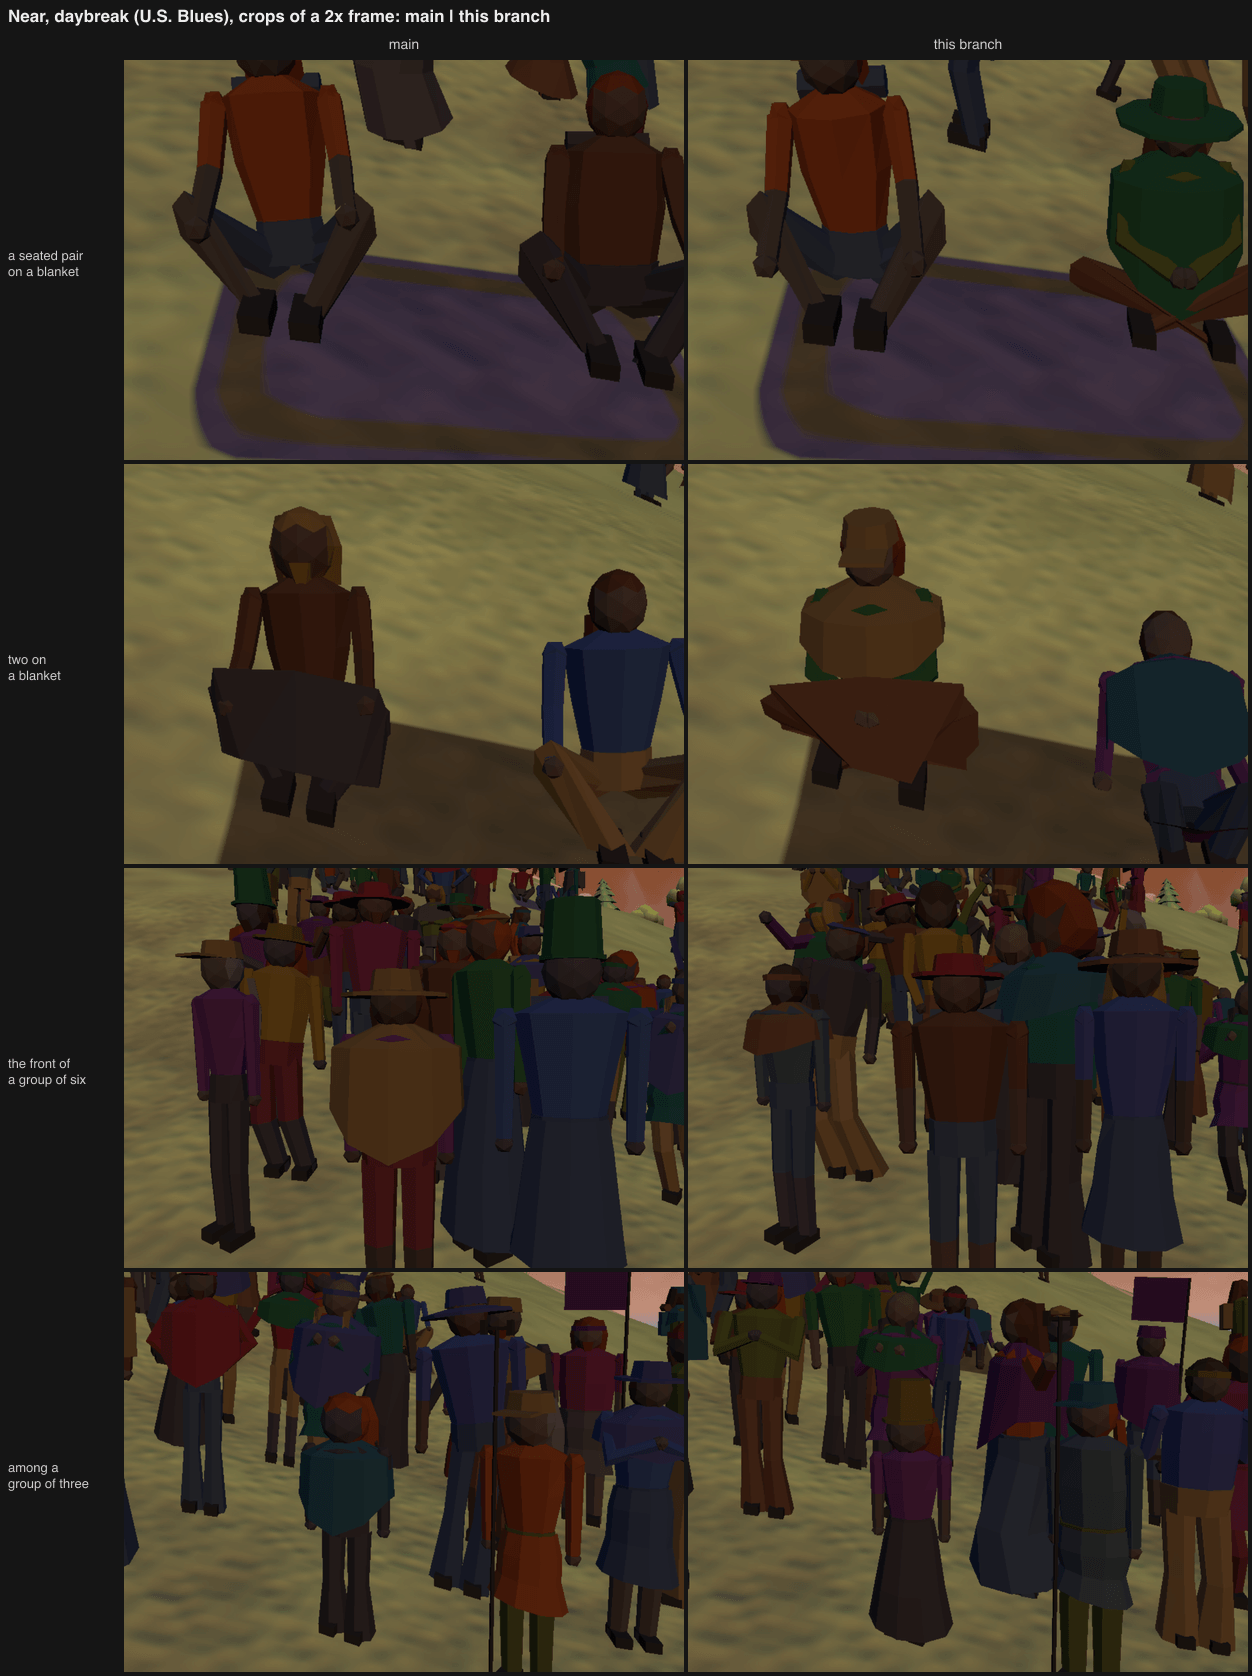 Near, daybreak (U.S. Blues), crops of a 2x frame: main | this branch
main
this branch
a seated pair
on a blanket
two on
a blanket
the front of
a group of six
among a
group of three